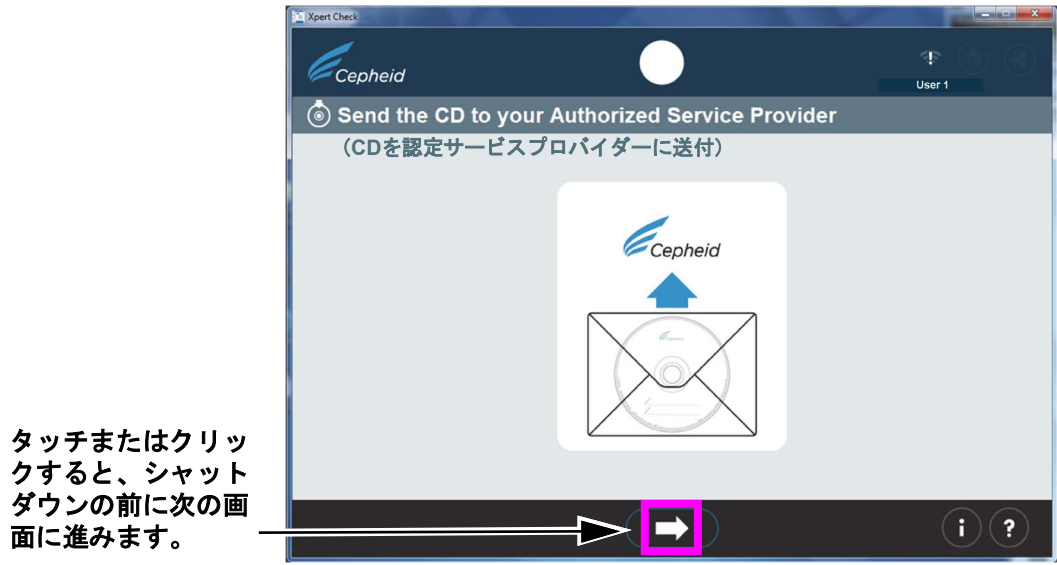 Xpert Check
Cepheid
User 1
Send the CD to your Authorized Service Provider
（CDを認定サービスプロバイダーに送付）
Cepheid
Cepheid
タッチまたはクリッ
クすると、シャット
ダウンの前に次の画
面に進みます。
i
?